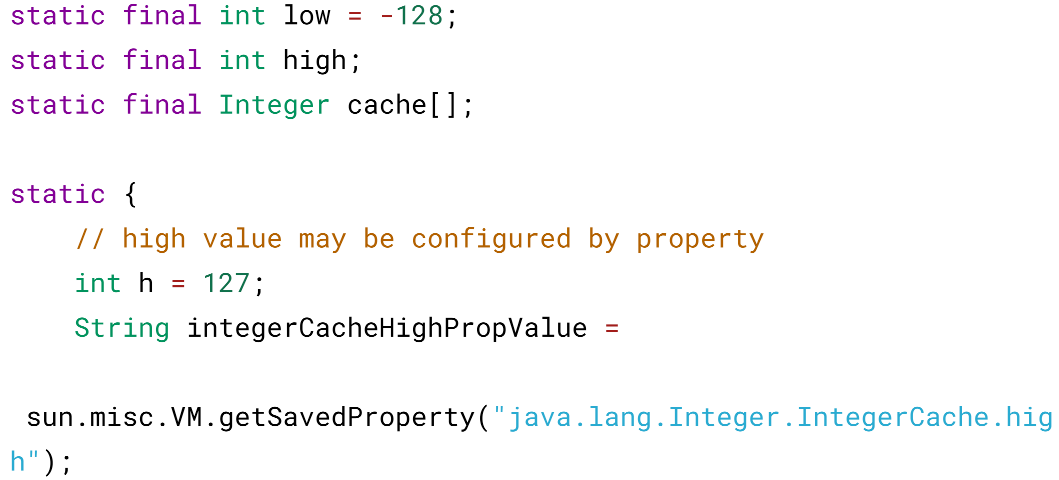 static final int low = -128;
static final int high;
static final Integer cache[];
static {
// high value may be configured by property
int h = 127;
String integerCacheHighPropValue =
sun.misc.VM.getSavedProperty("java.lang.Integer.IntegerCache.hig
h");